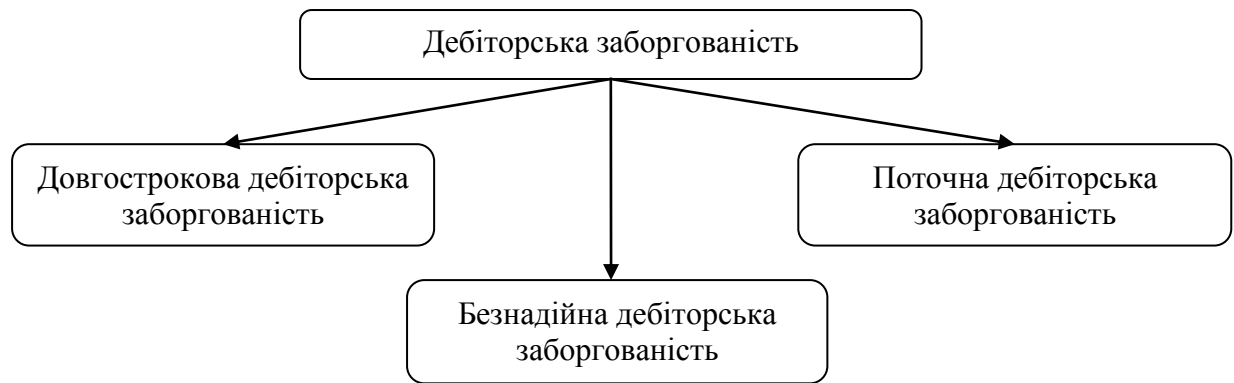 Дебіторська заборгованість
Довгострокова дебіторська
заборгованість
Поточна дебіторська
заборгованість
Безнадійна дебіторська
заборгованість